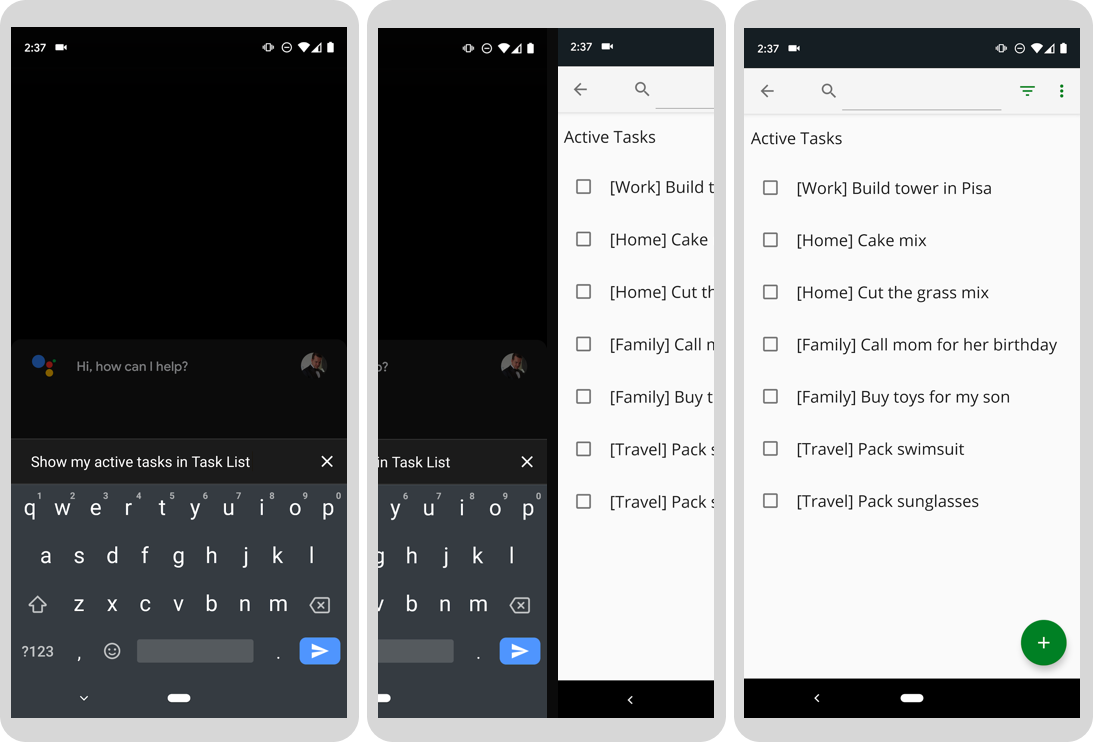 2:37
Hi, how can I help?
Show my active tasks in Task List
1 2 3 4 5 6 7 8 9 0
q w e r t y u i o p
a s d f g h j k l
z x c v b n m
?123 , .
o?
in Task List
6 7 8 9 0
y u i o p
g h j k l
v b n m
.
2:37
Active Tasks
[Work] Build t
[Home] Cake
[Home] Cut th
[Family] Call m
[Family] Buy t
[Travel] Pack s
[Travel] Pack s
2:37
Active Tasks
[Work] Build tower in Pisa
[Home] Cake mix
[Home] Cut the grass mix
[Family] Call mom for her birthday
[Family] Buy toys for my son
[Travel] Pack swimsuit
[Travel] Pack sunglasses